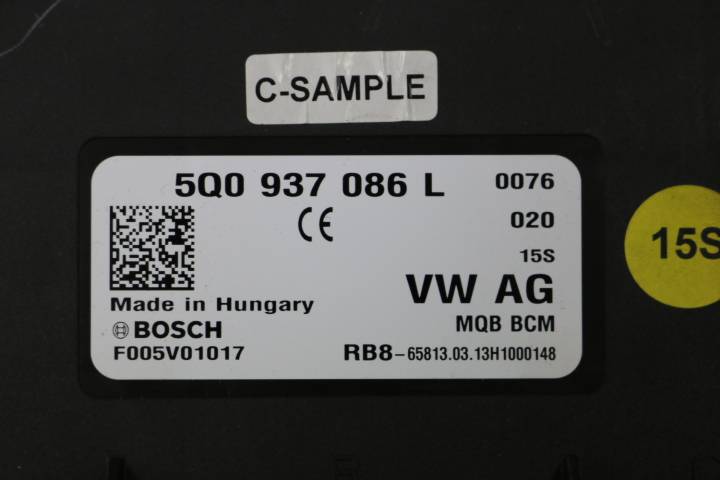 C-SAMPLE
5Q0 937 086 L 0076
CE 020
15S
15S
VW AG
Made in Hungary
BOSCH MQB BCM
F005V01017 RB8-65813.03.13H1000148